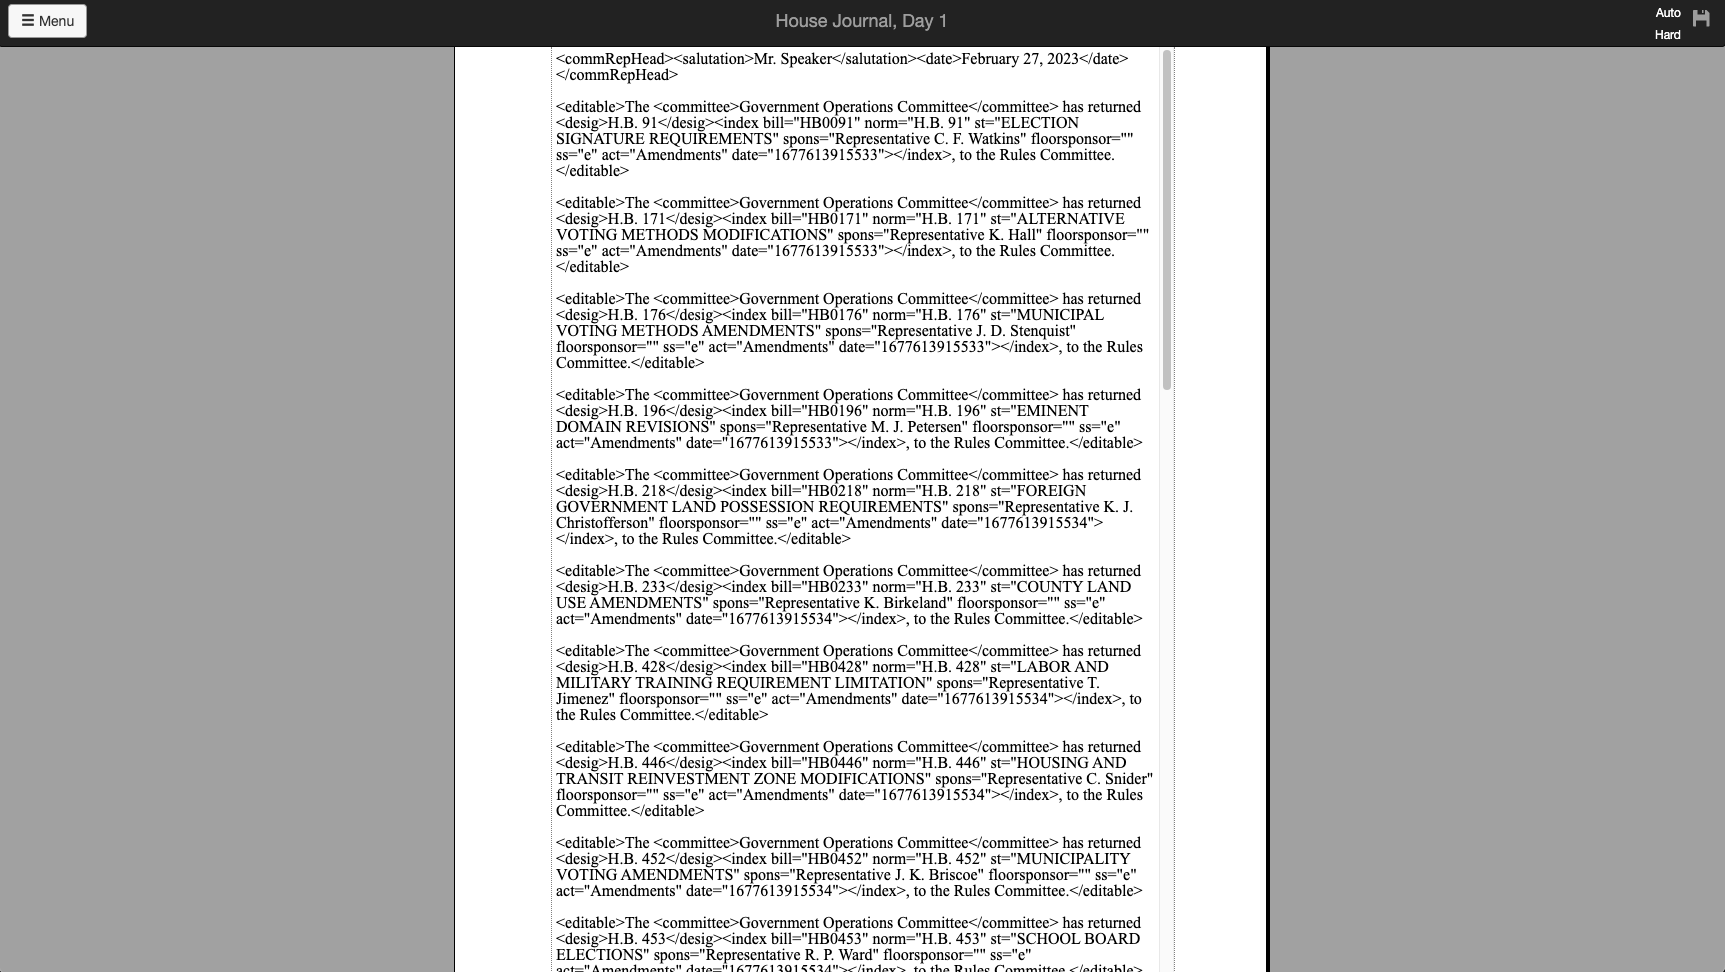 ☰ Menu
House Journal, Day 1
Auto
Hard
<commRepHead><salutation>Mr. Speaker</salutation><date>February 27, 2023</date>
</commRepHead>
<editable>The <committee>Government Operations Committee</committee> has returned
<desig>H.B. 91</desig><index bill="HB0091" norm="H.B. 91" st="ELECTION
SIGNATURE REQUIREMENTS" spons="Representative C. F. Watkins" floorsponsor=""
ss="e" act="Amendments" date="1677613915533"></index>, to the Rules Committee.
</editable>
<editable>The <committee>Government Operations Committee</committee> has returned
<desig>H.B. 171</desig><index bill="HB0171" norm="H.B. 171" st="ALTERNATIVE
VOTING METHODS MODIFICATIONS" spons="Representative K. Hall" floorsponsor=""
ss="e" act="Amendments" date="1677613915533"></index>, to the Rules Committee.
</editable>
<editable>The <committee>Government Operations Committee</committee> has returned
<desig>H.B. 176</desig><index bill="HB0176" norm="H.B. 176" st="MUNICIPAL
VOTING METHODS AMENDMENTS" spons="Representative J. D. Stenquist"
floorsponsor="" ss="e" act="Amendments" date="1677613915533"></index>, to the Rules
Committee.</editable>
<editable>The <committee>Government Operations Committee</committee> has returned
<desig>H.B. 196</desig><index bill="HB0196" norm="H.B. 196" st="EMINENT
DOMAIN REVISIONS" spons="Representative M. J. Petersen" floorsponsor="" ss="e"
act="Amendments" date="1677613915533"></index>, to the Rules Committee.</editable>
<editable>The <committee>Government Operations Committee</committee> has returned
<desig>H.B. 218</desig><index bill="HB0218" norm="H.B. 218" st="FOREIGN
GOVERNMENT LAND POSSESSION REQUIREMENTS" spons="Representative K. J.
Christofferson" floorsponsor="" ss="e" act="Amendments" date="1677613915534">
</index>, to the Rules Committee.</editable>
<editable>The <committee>Government Operations Committee</committee> has returned
<desig>H.B. 233</desig><index bill="HB0233" norm="H.B. 233" st="COUNTY LAND
USE AMENDMENTS" spons="Representative K. Birkeland" floorsponsor="" ss="e"
act="Amendments" date="1677613915534"></index>, to the Rules Committee.</editable>
<editable>The <committee>Government Operations Committee</committee> has returned
<desig>H.B. 428</desig><index bill="HB0428" norm="H.B. 428" st="LABOR AND
MILITARY TRAINING REQUIREMENT LIMITATION" spons="Representative T.
Jimenez" floorsponsor="" ss="e" act="Amendments" date="1677613915534"></index>, to
the Rules Committee.</editable>
<editable>The <committee>Government Operations Committee</committee> has returned
<desig>H.B. 446</desig><index bill="HB0446" norm="H.B. 446" st="HOUSING AND
TRANSIT REINVESTMENT ZONE MODIFICATIONS" spons="Representative C. Snider"
floorsponsor="" ss="e" act="Amendments" date="1677613915534"></index>, to the Rules
Committee.</editable>
<editable>The <committee>Government Operations Committee</committee> has returned
<desig>H.B. 452</desig><index bill="HB0452" norm="H.B. 452" st="MUNICIPALITY
VOTING AMENDMENTS" spons="Representative J. K. Briscoe" floorsponsor="" ss="e"
act="Amendments" date="1677613915534"></index>, to the Rules Committee.</editable>
<editable>The <committee>Government Operations Committee</committee> has returned
<desig>H.B. 453</desig><index bill="HB0453" norm="H.B. 453" st="SCHOOL BOARD
ELECTIONS" spons="Representative R. P. Ward" floorsponsor="" ss="e"
act="Amendments" date="1677613915534"></index>, to the Rules Committee.</editable>